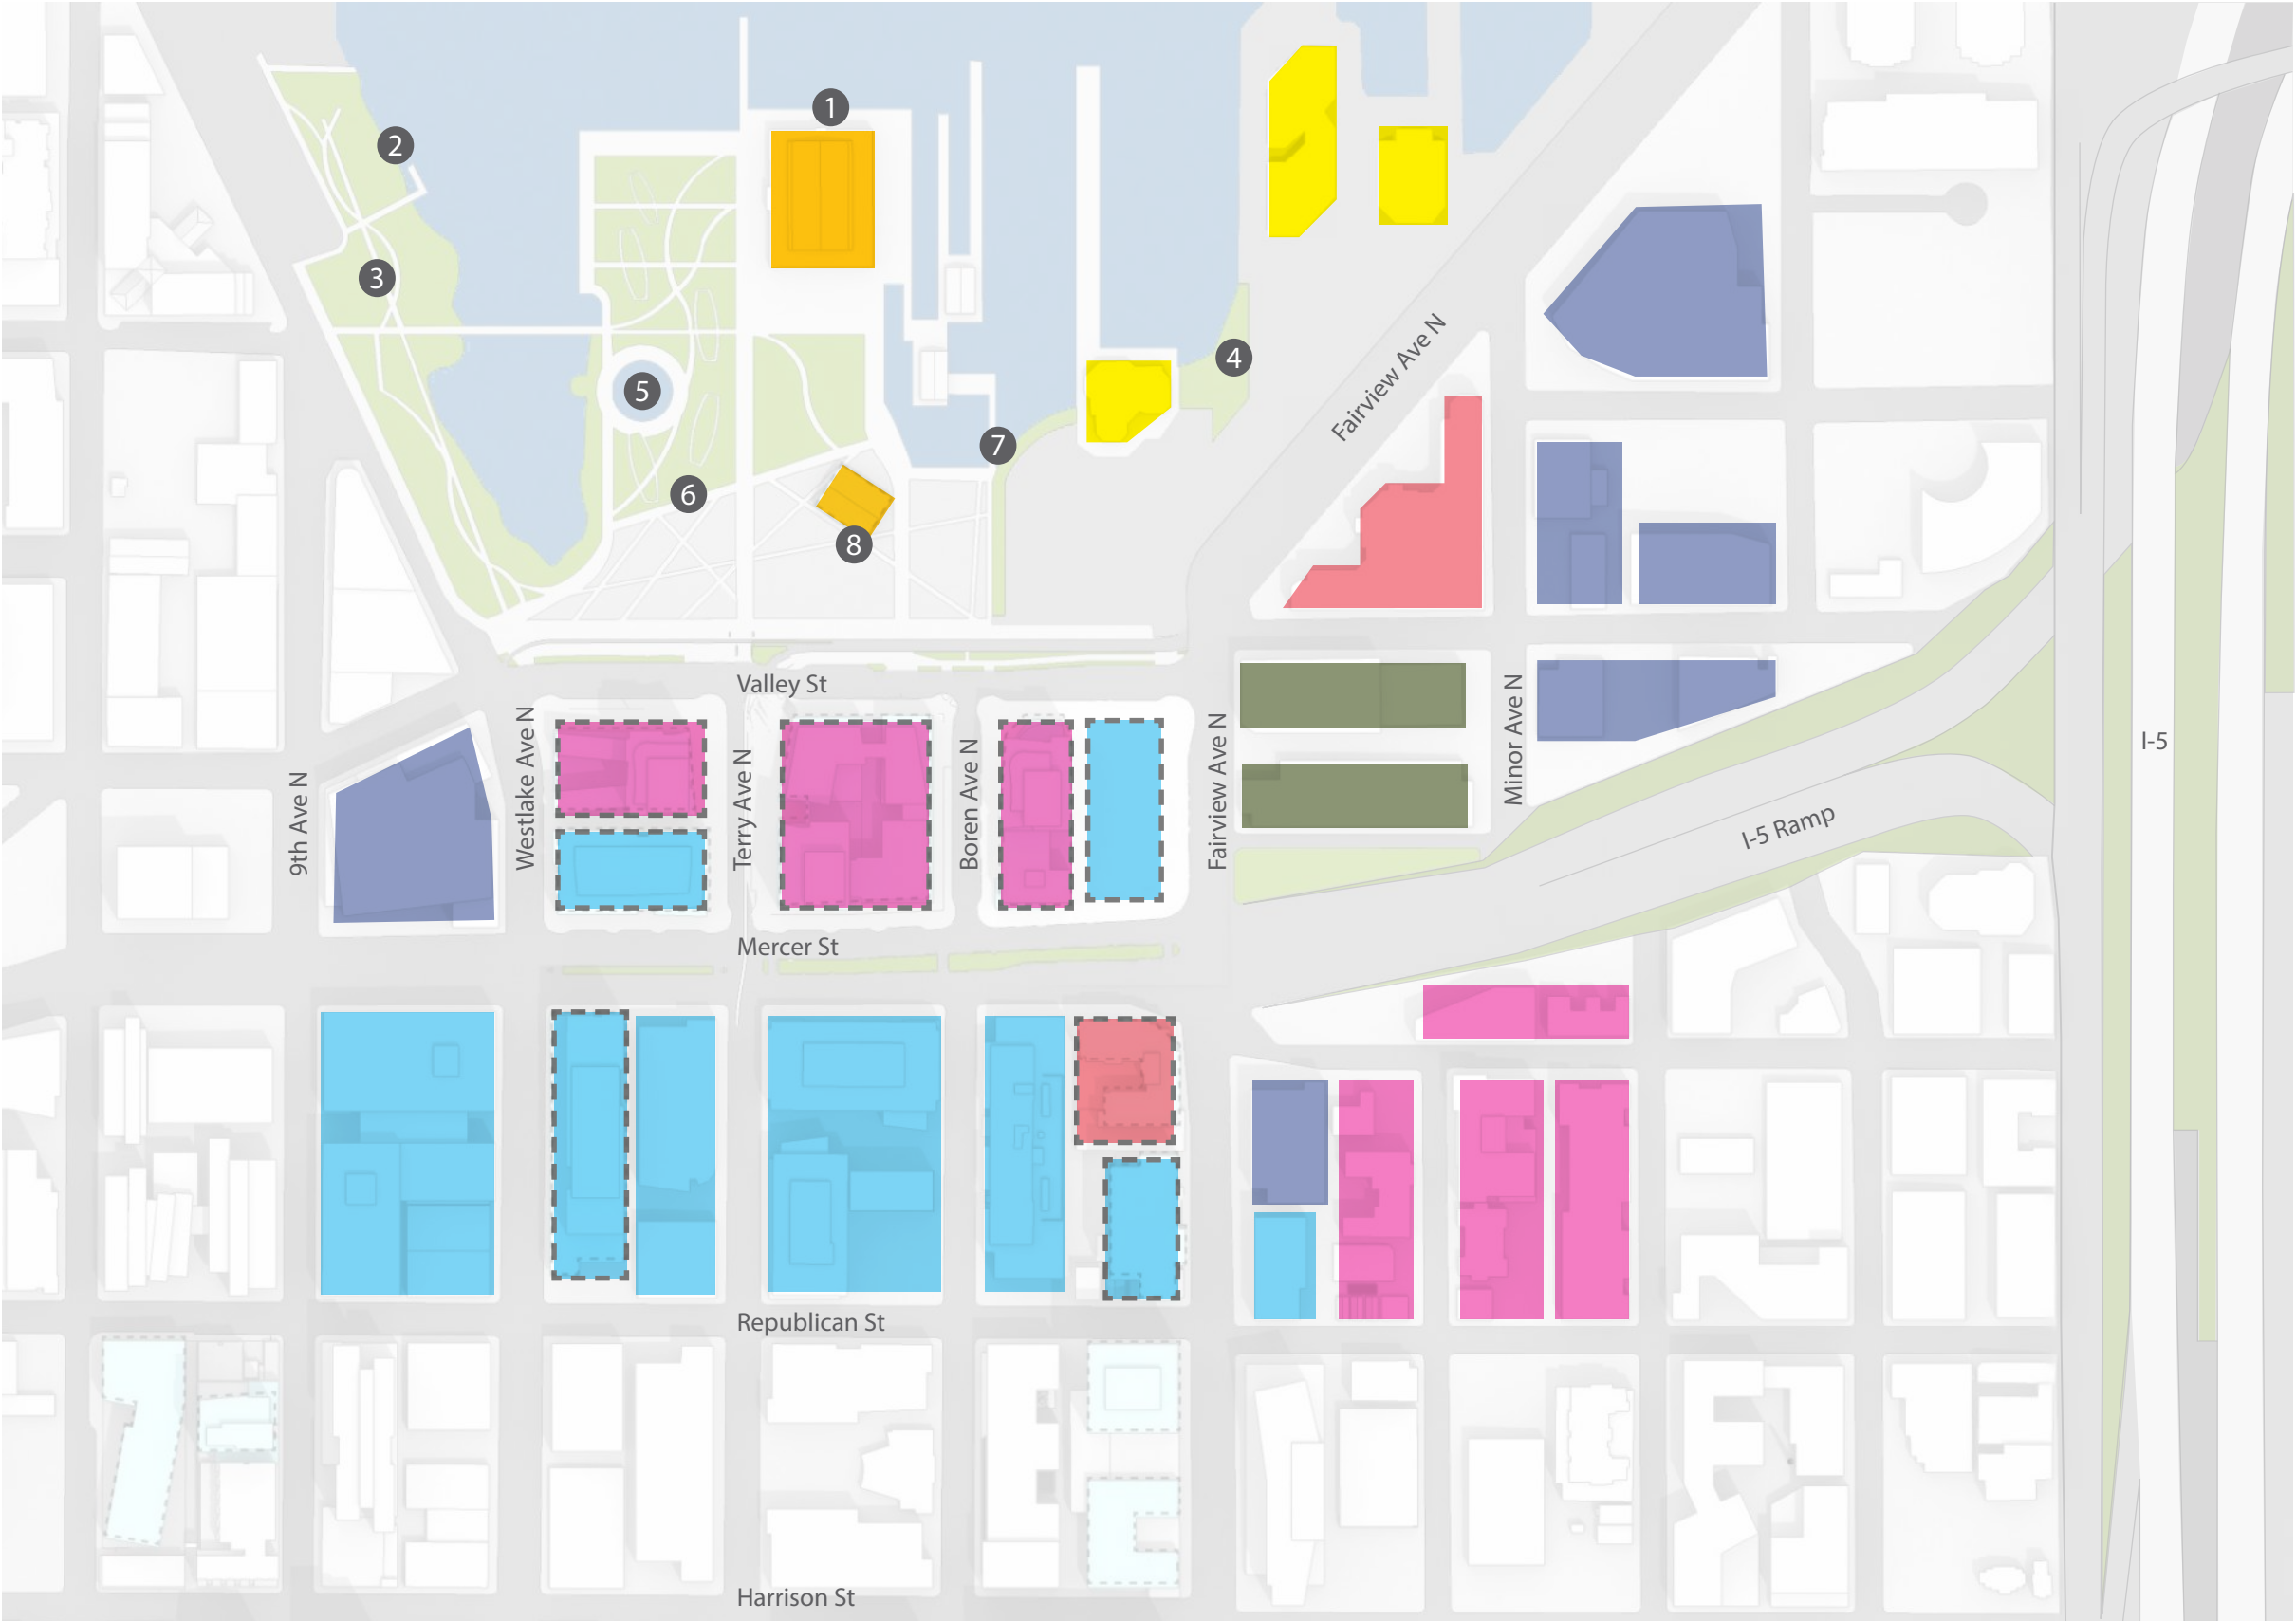 1
2
3
4
Fairview Ave N
5
7
6
8
Valley St
Minor Ave N
Westlake Ave N
Fairview Ave N
Boren Ave N
Terry Ave N
9th Ave N
I-5
I-5 Ramp
Mercer St
Republican St
Harrison St